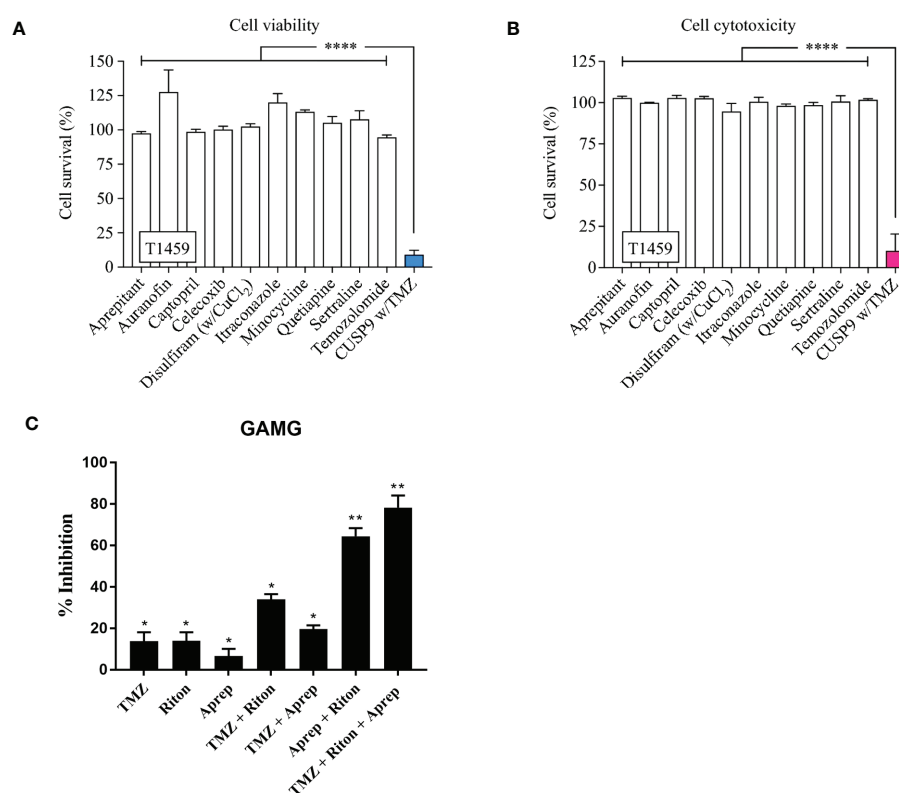 A
Cell viability
****
150
125
100
75
50
25
0
Cell survival (%)
T1459
Aprepitant
Auranofin
Captopril
Celecoxib
Disulfiram (w/CuCl₂)
Itraconazole
Minocycline
Quetiapine
Sertraline
Temozolomide
CUSP9 w/TMZ
B
Cell cytotoxicity
****
125
100
75
50
25
0
Cell survival (%)
T1459
Aprepitant
Auranofin
Captopril
Celecoxib
Disulfiram (w/CuCl₂)
Itraconazole
Minocycline
Quetiapine
Sertraline
Temozolomide
CUSP9 w/TMZ
C
GAMG
100
80
60
40
20
0
% Inhibition
*
*
*
*
*
**
**
TMZ
Riton
Aprep
TMZ + Riton
TMZ + Aprep
Aprep + Riton
TMZ + Riton + Aprep